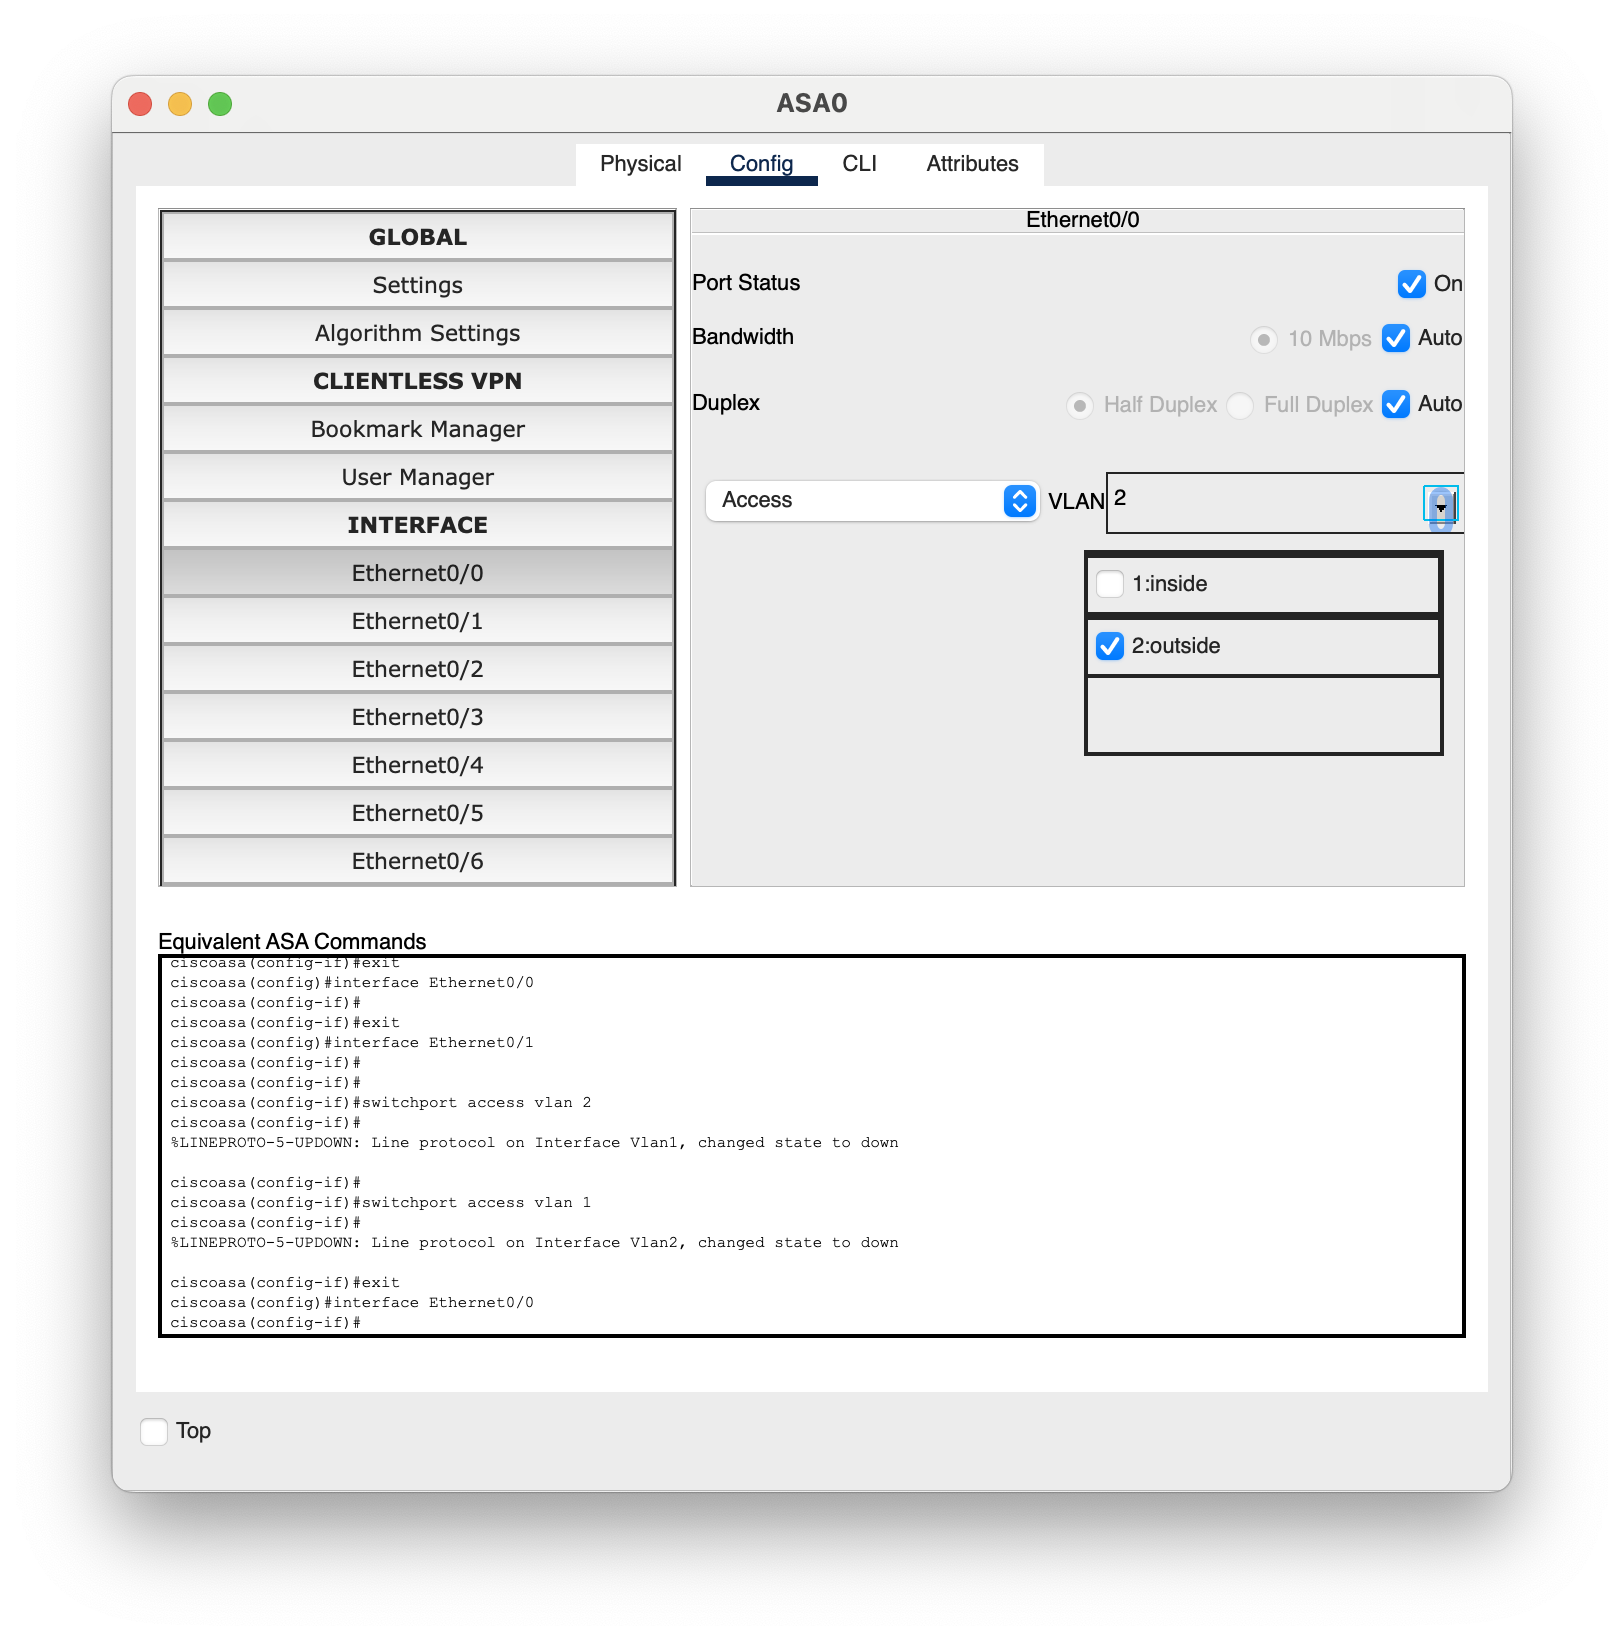 ASA0
Physical Config CLI Attributes
GLOBAL
Settings
Algorithm Settings
CLIENTLESS VPN
Bookmark Manager
User Manager
INTERFACE
Ethernet0/0
Ethernet0/1
Ethernet0/2
Ethernet0/3
Ethernet0/4
Ethernet0/5
Ethernet0/6
Ethernet0/0
Port Status On
Bandwidth 10 Mbps Auto
Duplex Half Duplex Full Duplex Auto
Access VLAN 2
1:inside
2:outside
Equivalent ASA Commands
ciscoasa(config-if)#exit
ciscoasa(config)#interface Ethernet0/0
ciscoasa(config-if)#
ciscoasa(config-if)#exit
ciscoasa(config)#interface Ethernet0/1
ciscoasa(config-if)#
ciscoasa(config-if)#
ciscoasa(config-if)#switchport access vlan 2
ciscoasa(config-if)#
%LINEPROTO-5-UPDOWN: Line protocol on Interface Vlan1, changed state to down
ciscoasa(config-if)#
ciscoasa(config-if)#switchport access vlan 1
ciscoasa(config-if)#
%LINEPROTO-5-UPDOWN: Line protocol on Interface Vlan2, changed state to down
ciscoasa(config-if)#exit
ciscoasa(config)#interface Ethernet0/0
ciscoasa(config-if)#
Top